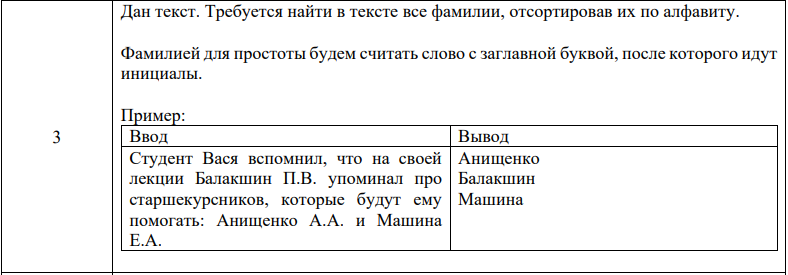 Дан текст. Требуется найти в тексте все фамилии, отсортировав их по алфавиту.
Фамилией для простоты будем считать слово с заглавной буквой, после которого идут
инициалы.
Пример:
3
Ввод
Вывод
Студент Вася вспомнил, что на своей
лекции Балакшин П.В. упоминал про
старшекурсников, которые будут ему
помогать: Анищенко А.А. и Машина
Е.А.
Анищенко
Балакшин
Машина